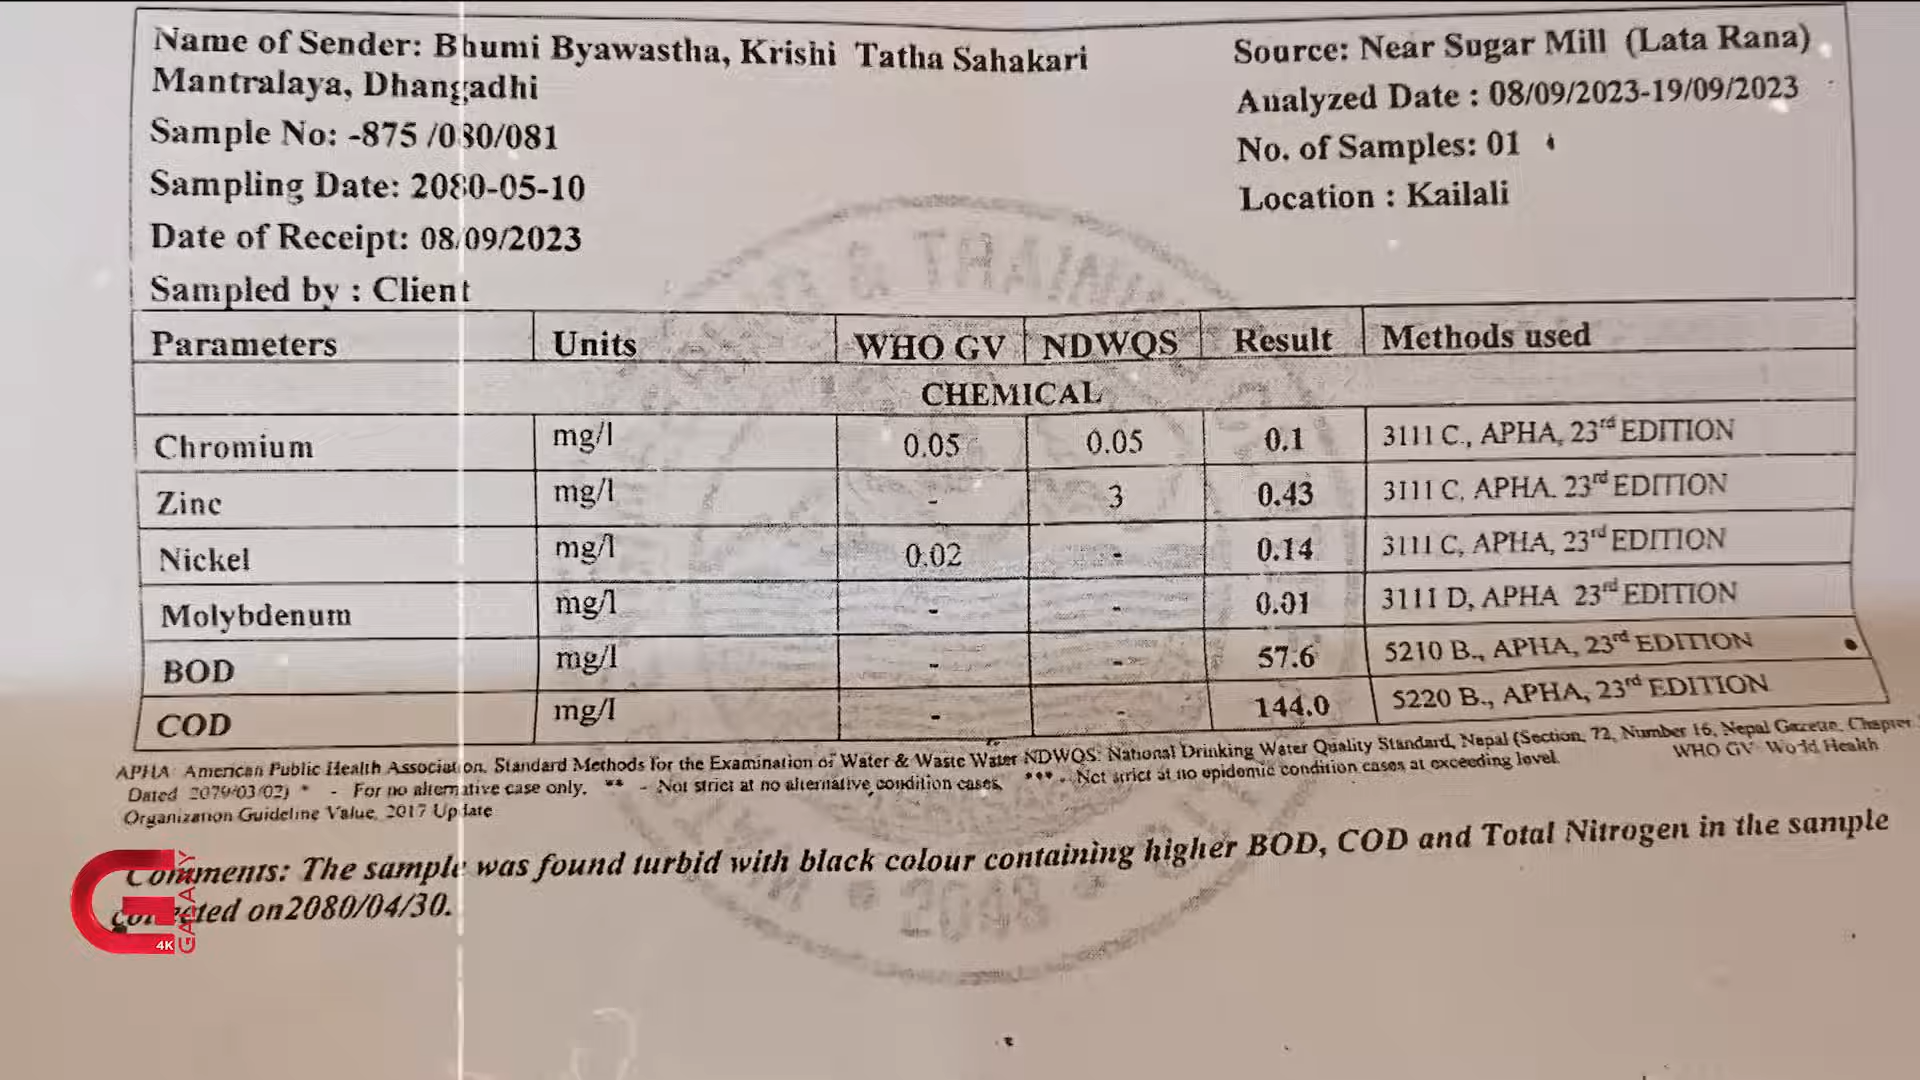 Name of Sender: Bhumi Byawastha, Krishi Tatha Sahakari
Mantralaya, Dhangadhi
Sample No: -875 /080/081
Sampling Date: 2080-05-10
Date of Receipt: 08/09/2023
Sampled by : Client
Source: Near Sugar Mill (Lata Rana)
Analyzed Date : 08/09/2023-19/09/2023
No. of Samples: 01
Location : Kailali
Parameters Units WHO GV NDWQS Result Methods used
CHEMICAL
Chromium mg/l 0.05 0.05 0.1 3111 C., APHA, 23rd EDITION
Zinc mg/l - 3 0.43 3111 C, APHA. 23rd EDITION
Nickel mg/l 0.02 - 0.14 3111 C, APHA, 23rd EDITION
Molybdenum mg/l - - 0.01 3111 D, APHA 23rd EDITION
BOD mg/l - - 57.6 5210 B., APHA, 23rd EDITION
COD mg/l - - 144.0 5220 B., APHA, 23rd EDITION
APHA: American Public Health Association, Standard Methods for the Examination of Water & Waste Water NDWQS: National Drinking Water Quality Standard, Nepal (Section, 72, Number 16, Nepal Gazette, Chapter
Dated 2079/03/02) * - For no alternative case only. ** - Not strict at no alternative condition cases, *** - Not strict at no epidemic condition cases at exceeding level. WHO GV: World Health
Organization Guideline Value, 2017 Update
Comments: The sample was found turbid with black colour containing higher BOD, COD and Total Nitrogen in the sample
collected on2080/04/30.
2048
GALAXY
4K